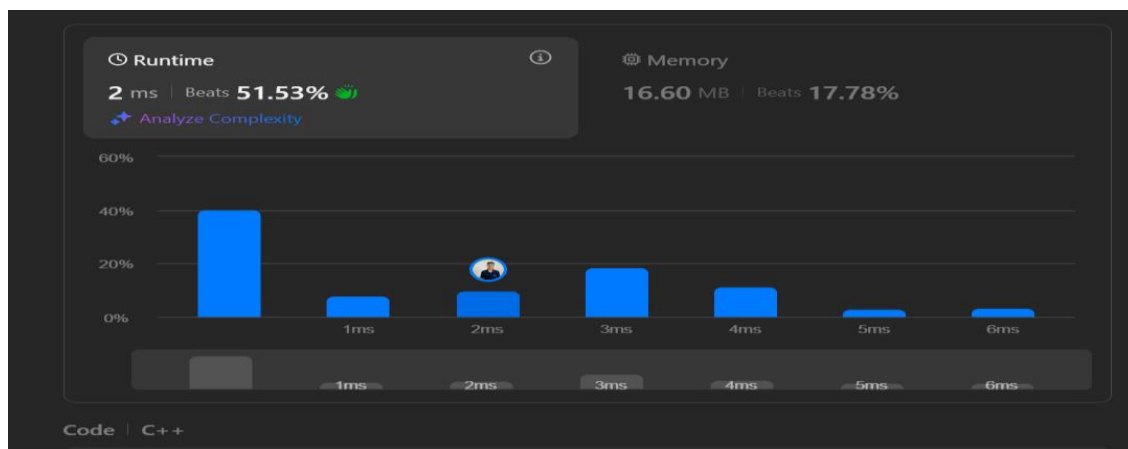 Runtime
2 ms | Beats 51.53%
Analyze Complexity
Memory
16.60 MB | Beats 17.78%
60%
40%
20%
0%
1ms 2ms 3ms 4ms 5ms 6ms
1ms 2ms 3ms 4ms 5ms 6ms
Code | C++